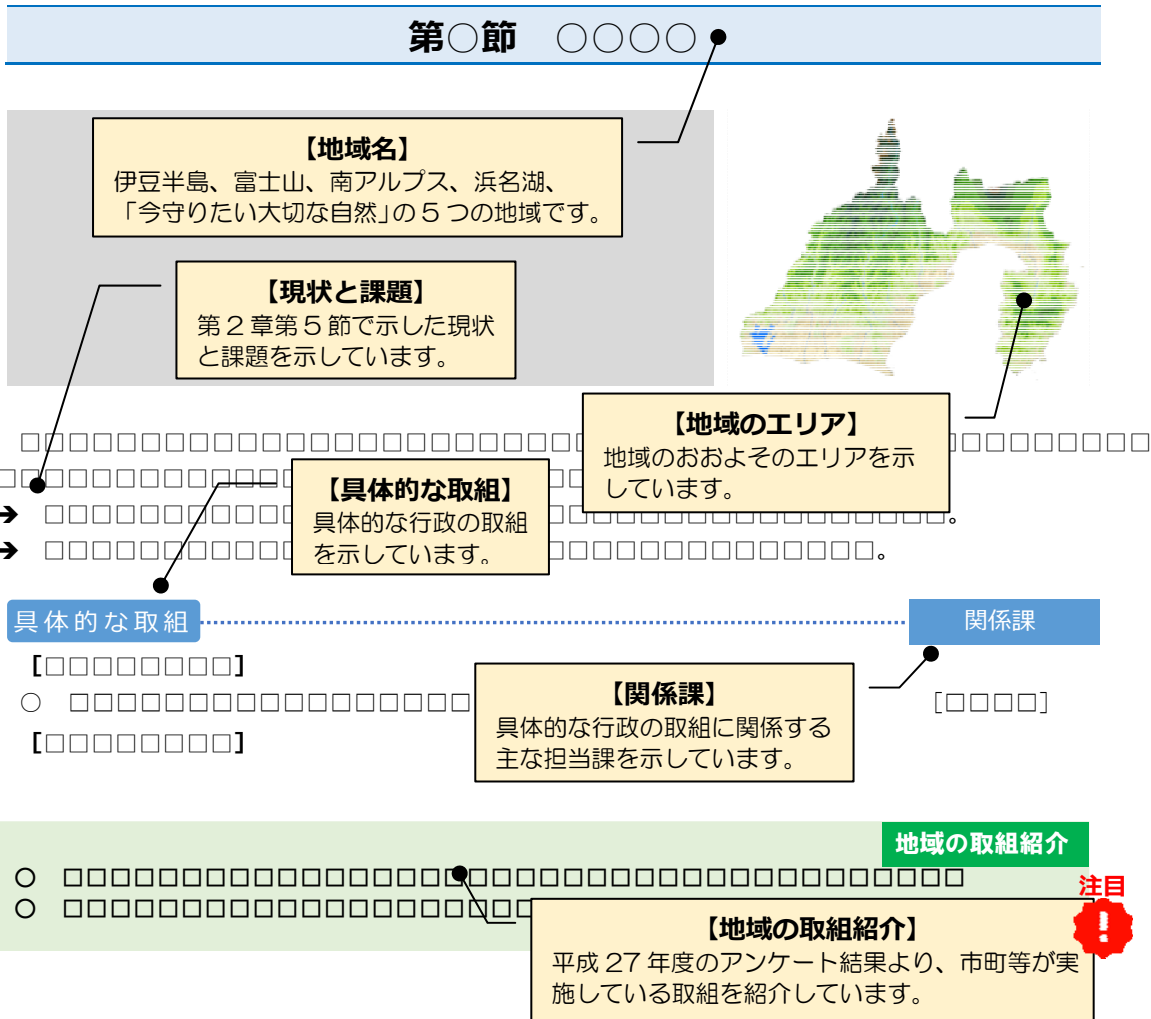 第○節　○○○○
【地域名】
伊豆半島、富士山、南アルプス、浜名湖、
「今守りたい大切な自然」の５つの地域です。
【現状と課題】
第２章第５節で示した現状
と課題を示しています。
【地域のエリア】
地域のおおよそのエリアを示
しています。
□□□□□□□□□□□□□□□□□□□□□□□ □□□□□□□□
□□□□□□□□□□□□□□□□□□□□□□□
【具体的な取組】
具体的な行政の取組
を示しています。
➔ □□□□□□□□□□ □□□□□□□□□□□□□□□□□。
➔ □□□□□□□□□□ □□□□□□□□□□□□□□。
具体的な取組
関係課
[□□□□□□□□]
○ □□□□□□□□□□□□□□□□□ [□□□□]
[□□□□□□□□]
【関係課】
具体的な行政の取組に関係する
主な担当課を示しています。
地域の取組紹介
○ □□□□□□□□□□□□□□□□□□□□□□□□□□□□□□□□□□□□□□
○ □□□□□□□□□□□□□□□□□□□□
注目
!
【地域の取組紹介】
平成 27 年度のアンケート結果より、市町等が実
施している取組を紹介しています。